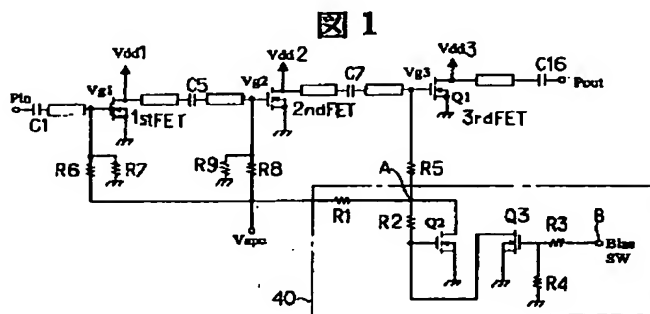 図 1
Vdd1
Vdd2
Vdd3
Vg1
C5
Vg2
C7
Vg3
C16
Pin
Pout
C1
1stFET
2ndFET
Q1
3rdFET
R6
R7
R9
R8
A
R5
R1
R2
Q2
Q3
R3
B
Bias
SW
R4
Vapc
40